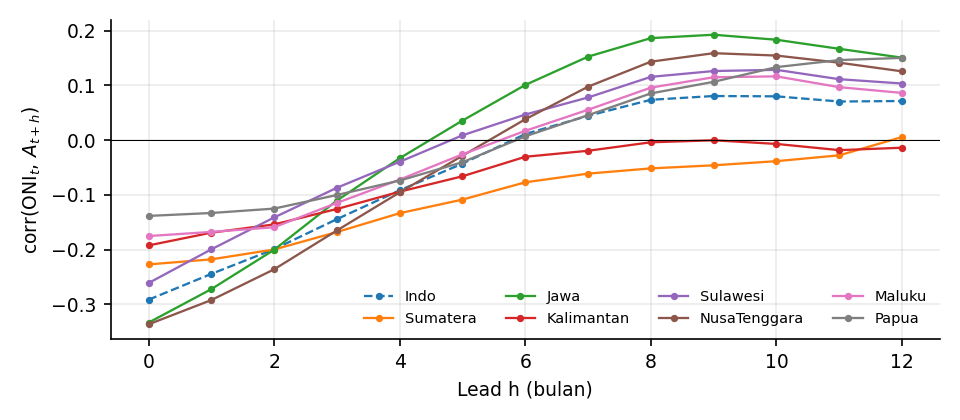 0.2
0.1
0.0
−0.1
−0.2
−0.3
corr(ONI_t, A_{t+h})
Indo Jawa Sulawesi Maluku
Sumatera Kalimantan NusaTenggara Papua
0 2 4 6 8 10 12
Lead h (bulan)